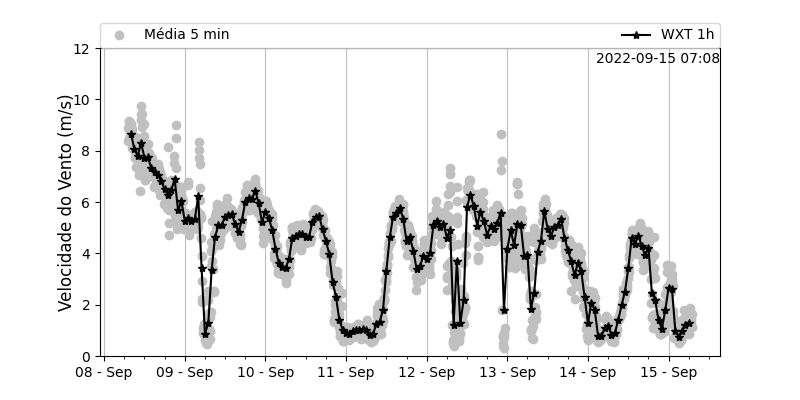 Média 5 min
WXT 1h
2022-09-15 07:08
Velocidade do Vento (m/s)
12
10
8
6
4
2
0
08 - Sep
09 - Sep
10 - Sep
11 - Sep
12 - Sep
13 - Sep
14 - Sep
15 - Sep